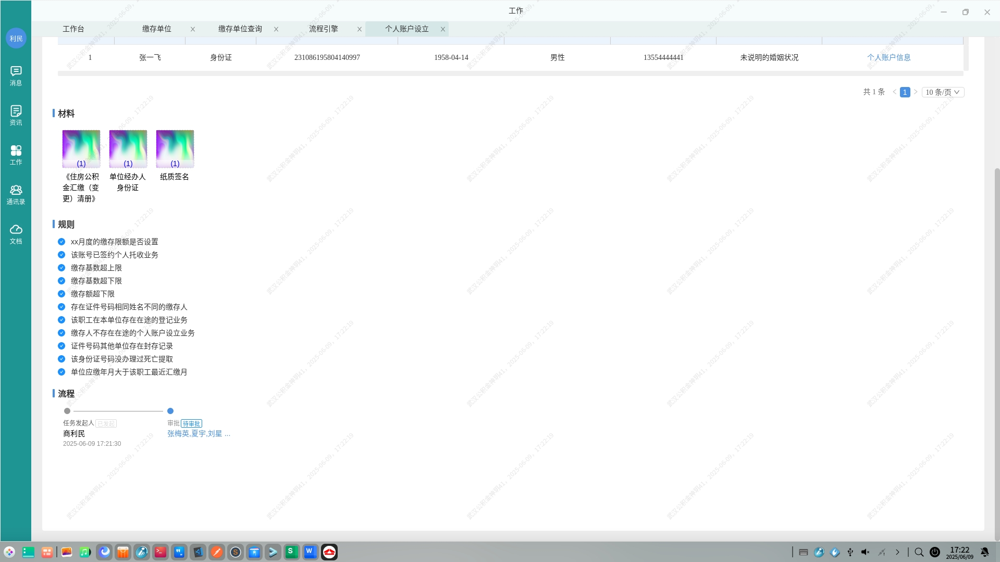 工作
利民
工作台
缴存单位
缴存单位查询
流程引擎
个人账户设立
1 张一飞 身份证 231086195804140997 1958-04-14 男性 13554444441 未说明的婚姻状况 个人账户信息
共 1 条 < 1 > 10 条/页
消息
资讯
工作
通讯录
文档
材料
(1)
(1)
(1)
《住房公积
金汇缴（变
更）清册》
单位经办人
身份证
纸质签名
规则
xx月度的缴存限额是否设置
该账号已签约个人托收业务
缴存基数超上限
缴存基数超下限
缴存额超下限
存在证件号码相同姓名不同的缴存人
该职工在本单位存在在途的登记业务
缴存人不存在在途的个人账户设立业务
证件号码其他单位存在封存记录
该身份证号码没办理过死亡提取
单位应缴年月大于该职工最近汇缴月
流程
任务发起人 已发起
商利民
2025-06-09 17:21:30
审批 待审批
张梅英,夏宇,刘星 ...
17:22
2025/06/09